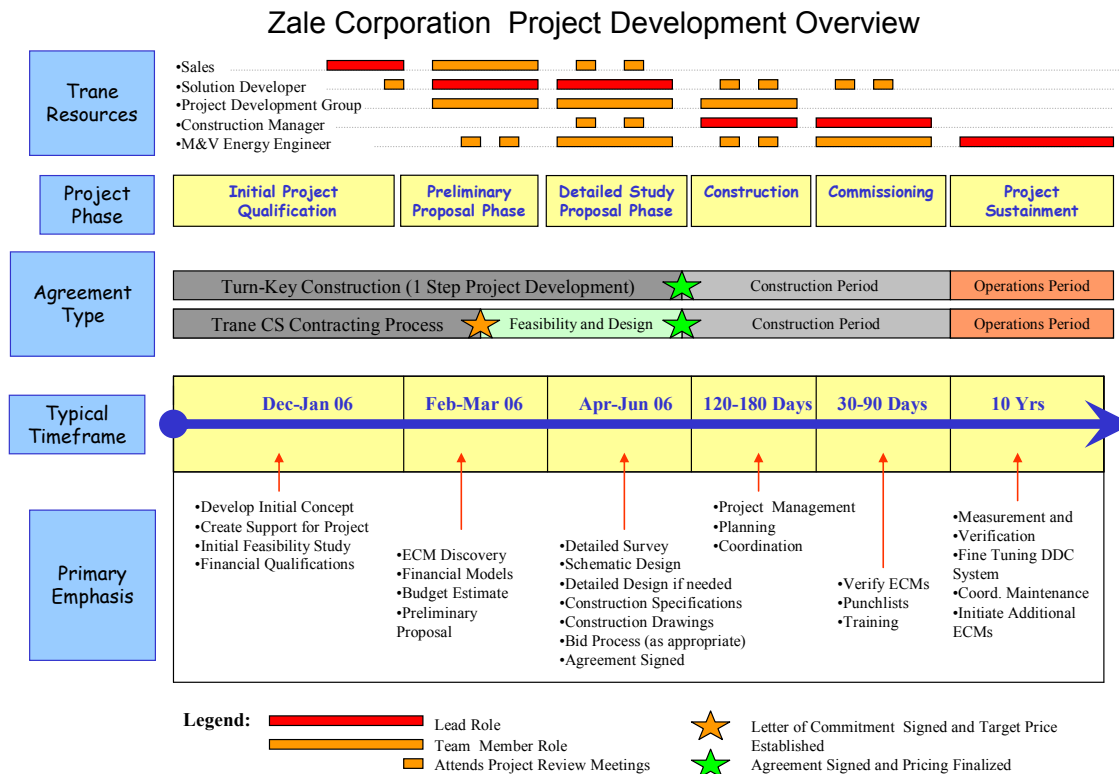 Zale Corporation  Project Development Overview
Trane
Resources
•Sales
•Solution Developer
•Project Development Group
•Construction Manager
•M&V Energy Engineer
Project
Phase
Initial Project
Qualification
Preliminary
Proposal Phase
Detailed Study
Proposal Phase
Construction
Commissioning
Project
Sustainment
Agreement
Type
Turn-Key Construction (1 Step Project Development)
Construction Period
Operations Period
Trane CS Contracting Process
Feasibility and Design
Construction Period
Operations Period
Typical
Timeframe
Dec-Jan 06
Feb-Mar 06
Apr-Jun 06
120-180 Days
30-90 Days
10 Yrs
Primary
Emphasis
•Develop Initial Concept
•Create Support for Project
•Initial Feasibility Study
•Financial Qualifications
•ECM Discovery
•Financial Models
•Budget Estimate
•Preliminary
Proposal
•Detailed Survey
•Schematic Design
•Detailed Design if needed
•Construction Specifications
•Construction Drawings
•Bid Process (as appropriate)
•Agreement Signed
•Project  Management
•Planning
•Coordination
•Verify ECMs
•Punchlists
•Training
•Measurement and
•Verification
•Fine Tuning DDC
System
•Coord. Maintenance
•Initiate Additional
ECMs
Legend:
Lead Role
Team  Member Role
Attends Project Review Meetings
Letter of Commitment  Signed and Target Price
Established
Agreement Signed and Pricing Finalized